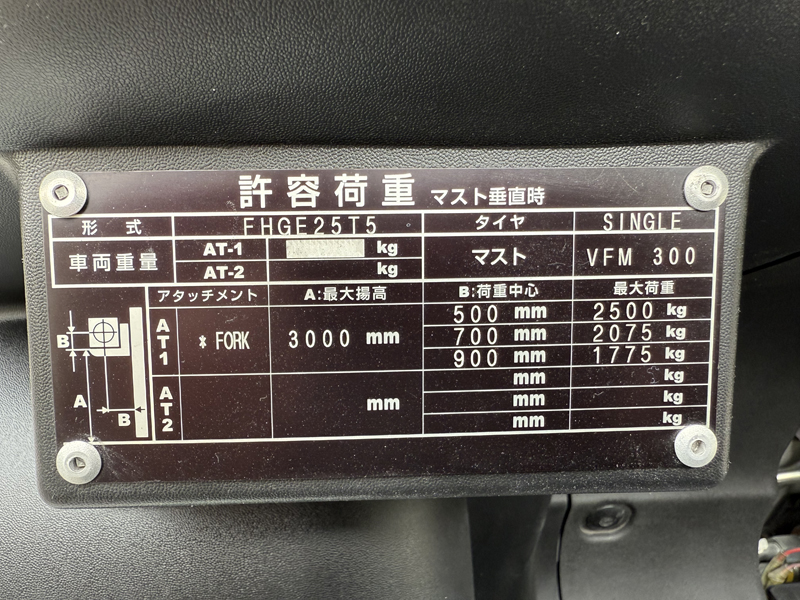 許容荷重 マスト垂直時
形 式 FHGE25T5 タイヤ SINGLE
車両重量 AT-1 kg マスト VFM 300
AT-2 kg
アタッチメント A:最大揚高 B:荷重中心 最大荷重
AT1 * FORK 3000 mm 500 mm 2500 kg
700 mm 2075 kg
900 mm 1775 kg
AT2 mm mm kg
mm kg
mm kg
B
A
B